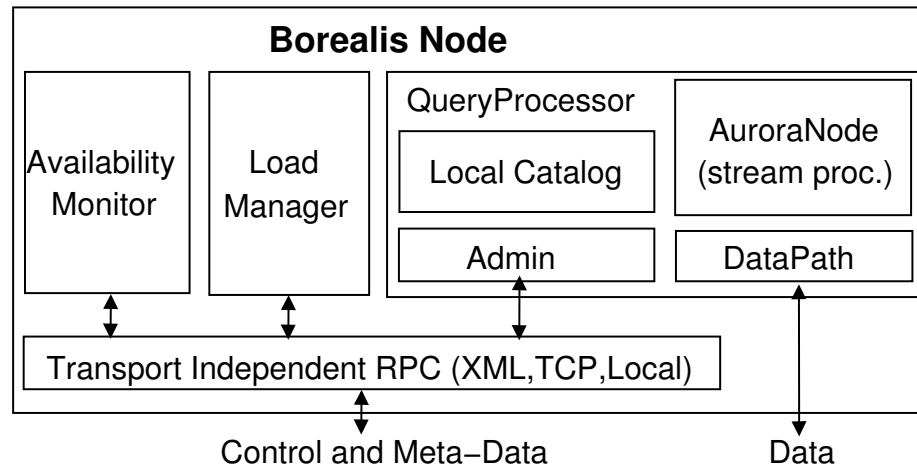 Borealis Node
Availability
Monitor
Load
Manager
QueryProcessor
Local Catalog
Admin
AuroraNode
(stream proc.)
DataPath
Transport Independent RPC (XML,TCP,Local)
Control and Meta−Data
Data